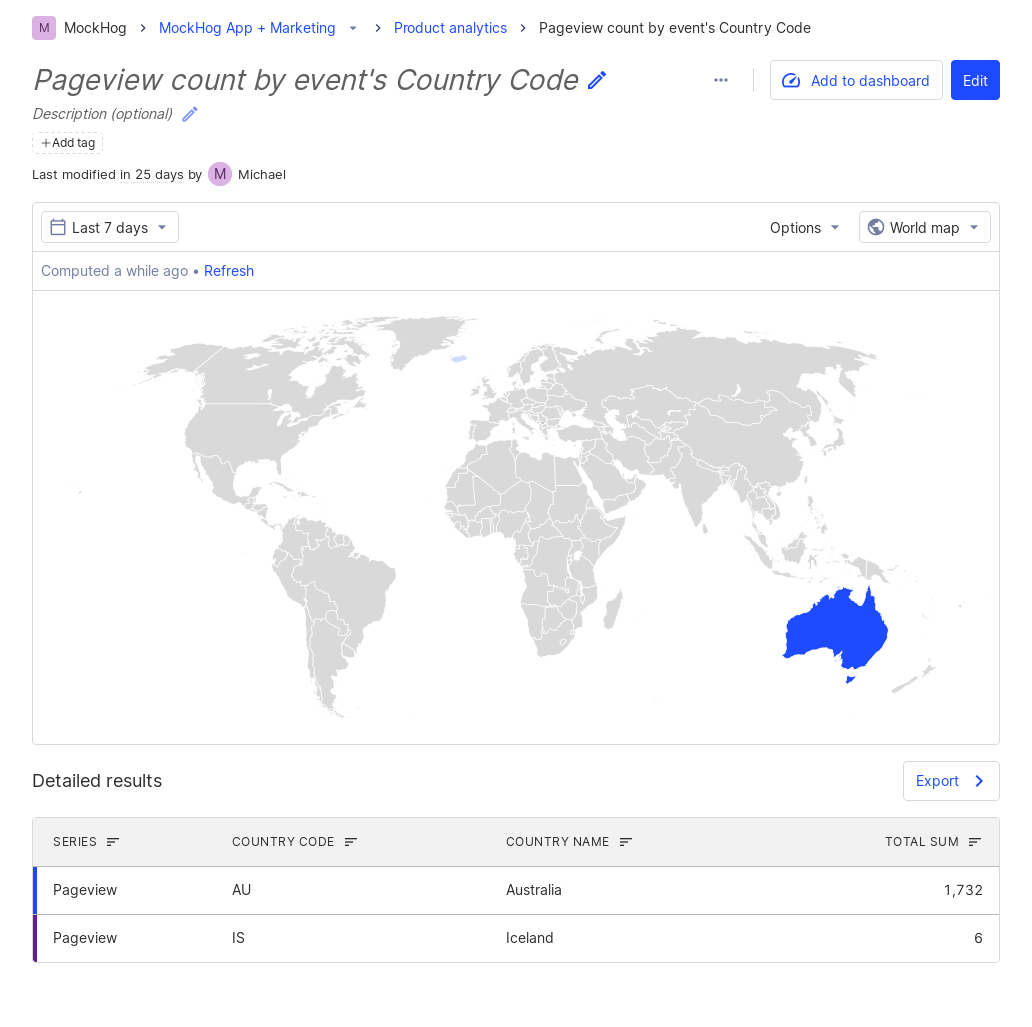 M MockHog MockHog App + Marketing Product analytics Pageview count by event's Country Code
Pageview count by event's Country Code
Add to dashboard
Edit
Description (optional)
Add tag
Last modified in 25 days by M Michael
Last 7 days
Options
World map
Computed a while ago • Refresh
Detailed results
Export
SERIES COUNTRY CODE COUNTRY NAME TOTAL SUM
Pageview AU Australia 1,732
Pageview IS Iceland 6